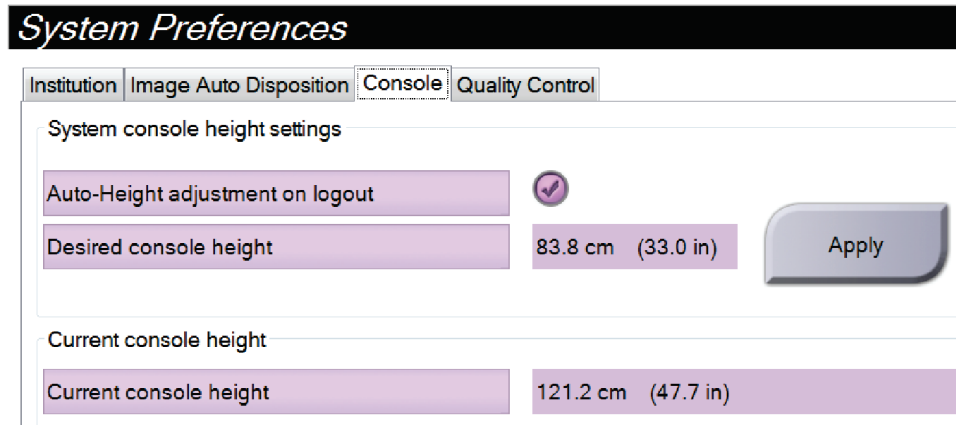 System Preferences
Institution Image Auto Disposition Console Quality Control
System console height settings
Auto-Height adjustment on logout
Desired console height 83.8 cm (33.0 in) Apply
Current console height
Current console height 121.2 cm (47.7 in)